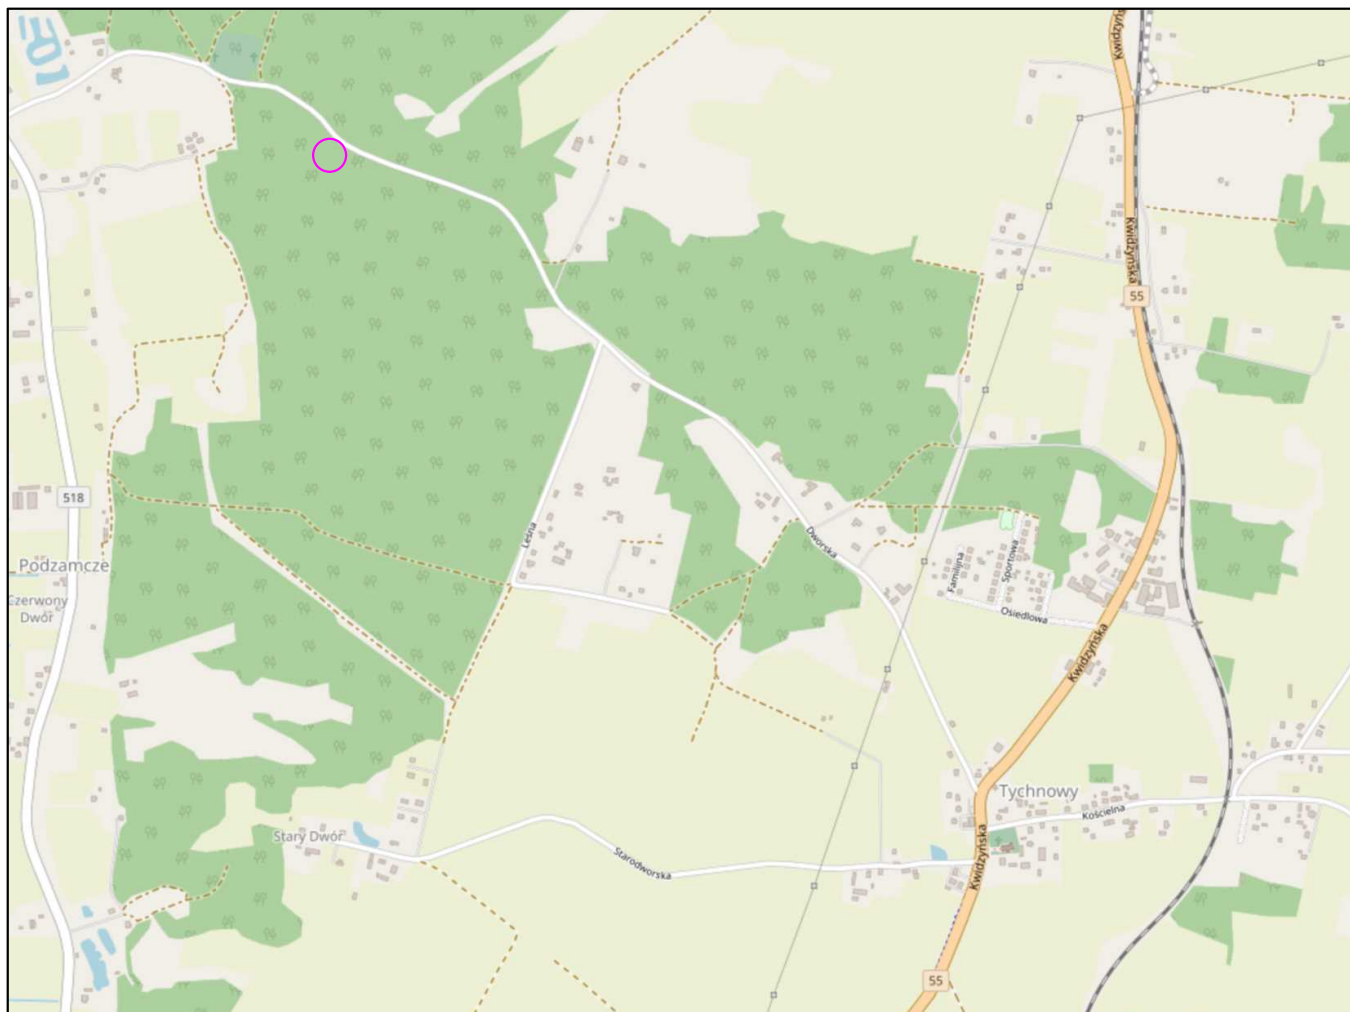 Kwidzyńs
Kwidzyńska
55
518
Leśna
Dworska
Podzamcze
Czerwony
Dwór
Familijna
Sportowa
Osiedlowa
Kwidzyńska
Tychnowy
Kościelna
Stary Dwór
Starodworska
Kwidzyńska
55